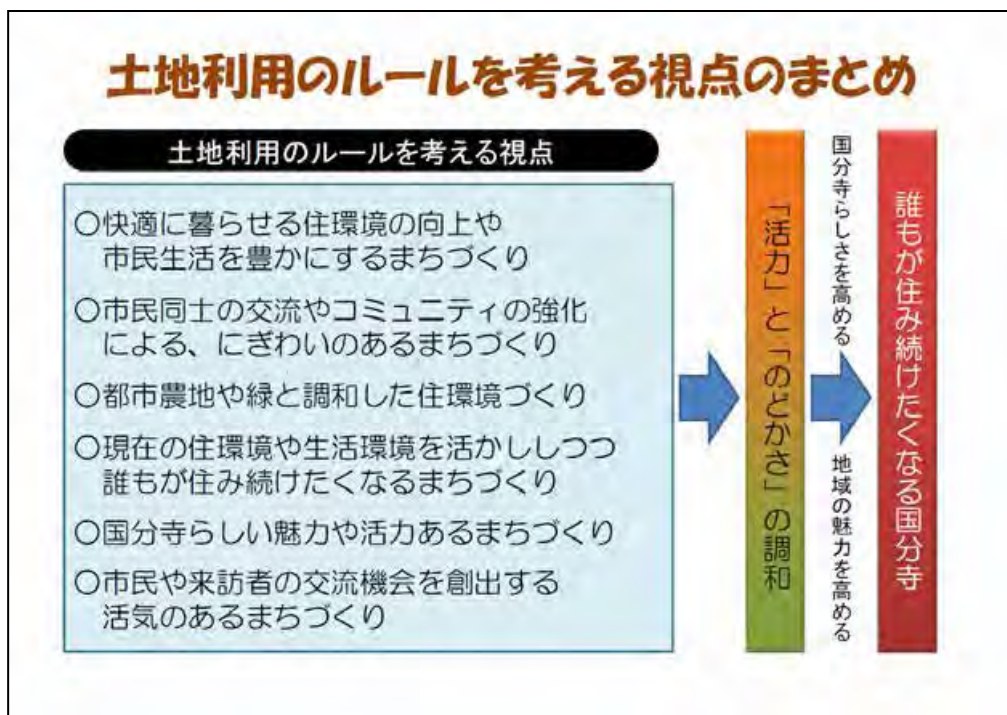 土地利用のルールを考える視点のまとめ
土地利用のルールを考える視点
〇快適に暮らせる住環境の向上や
市民生活を豊かにするまちづくり
〇市民同士の交流やコミュニティの強化
による、にぎわいのあるまちづくり
〇都市農地や緑と調和した住環境づくり
〇現在の住環境や生活環境を活かししつつ
誰もが住み続けたくなるまちづくり
〇国分寺らしい魅力や活力あるまちづくり
〇市民や来訪者の交流機会を創出する
活気のあるまちづくり
「活力」と「のどかさ」の調和
国分寺らしさを高める
地域の魅力を高める
誰もが住み続けたくなる国分寺